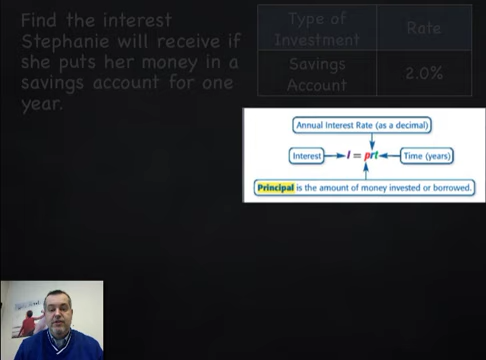 Find the interest
Stephanie will receive if
she puts her money in a
savings account for one
year.
Type of
Investment
Rate
Savings
Account
2.0%
Annual Interest Rate (as a decimal)
Interest
I = prt
Time (years)
Principal is the amount of money invested or borrowed.